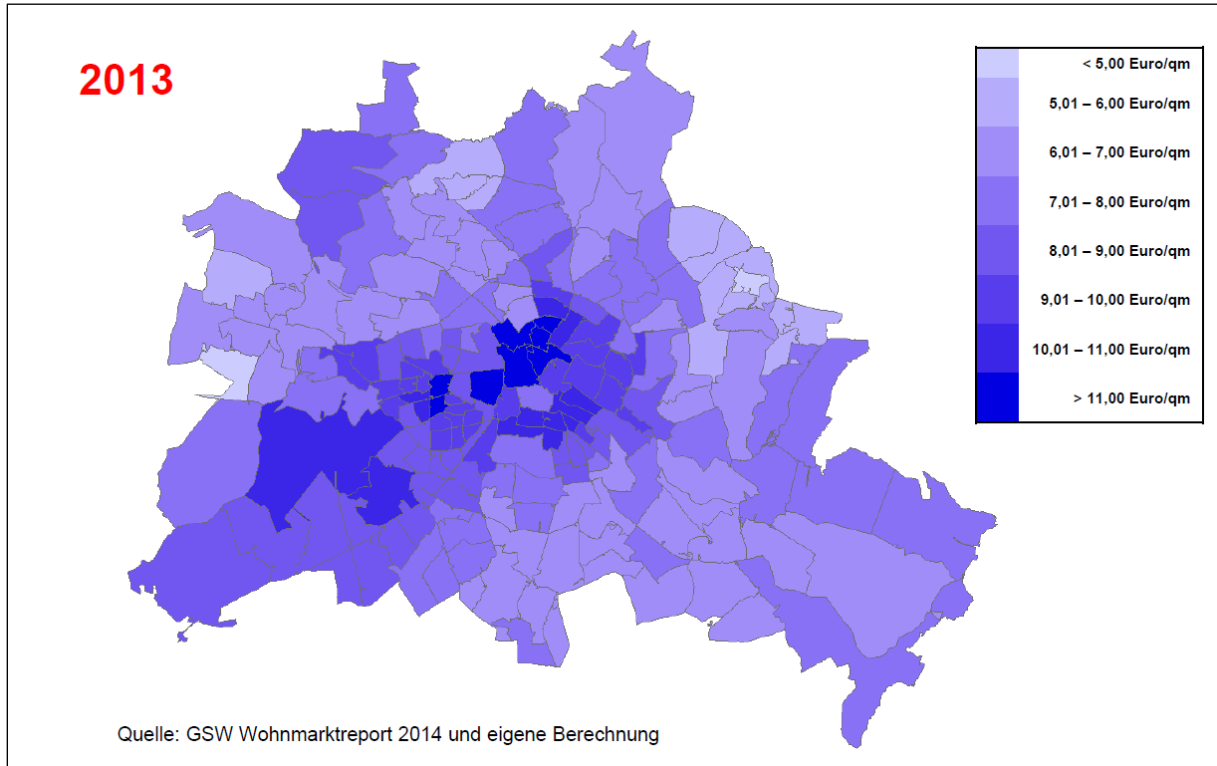 2013
< 5,00 Euro/qm
5,01 – 6,00 Euro/qm
6,01 – 7,00 Euro/qm
7,01 – 8,00 Euro/qm
8,01 – 9,00 Euro/qm
9,01 – 10,00 Euro/qm
10,01 – 11,00 Euro/qm
> 11,00 Euro/qm
Quelle: GSW Wohnmarktreport 2014 und eigene Berechnung